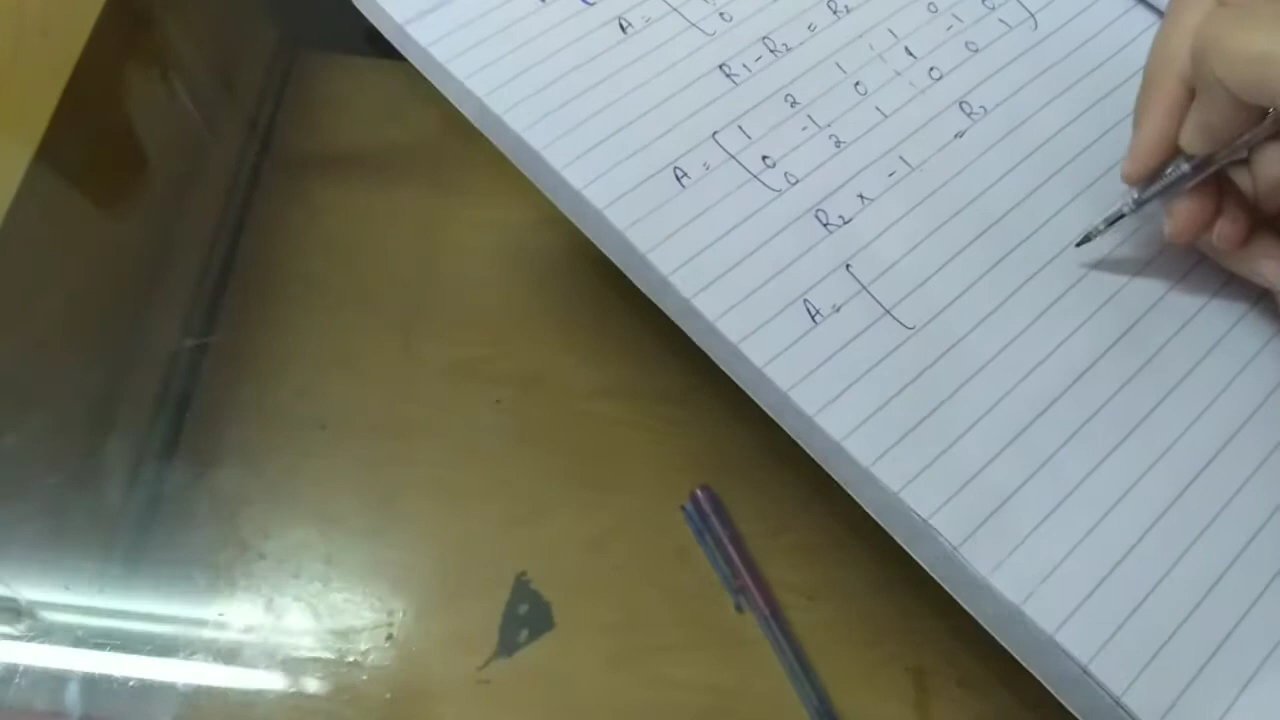 A = [ 0
R1 - R2 = R2
A = [ 1 2 1 : 1 0
0 -1 0 : 1 -1 0
0 2 1 : 0 0 1 ]
R2 x -1 = R2
A = [